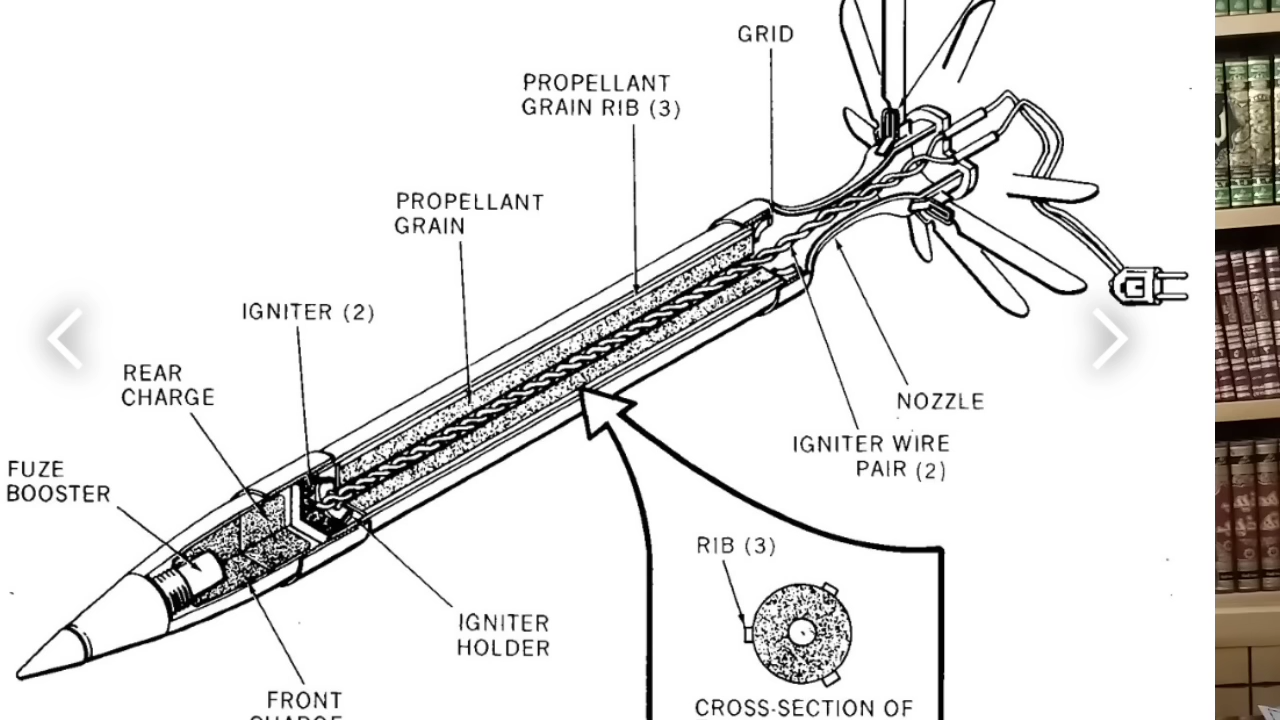 GRID
PROPELLANT
GRAIN RIB (3)
PROPELLANT
GRAIN
IGNITER (2)
REAR
CHARGE
FUZE
BOOSTER
NOZZLE
IGNITER WIRE
PAIR (2)
RIB (3)
IGNITER
HOLDER
FRONT
CHARGE
CROSS-SECTION OF